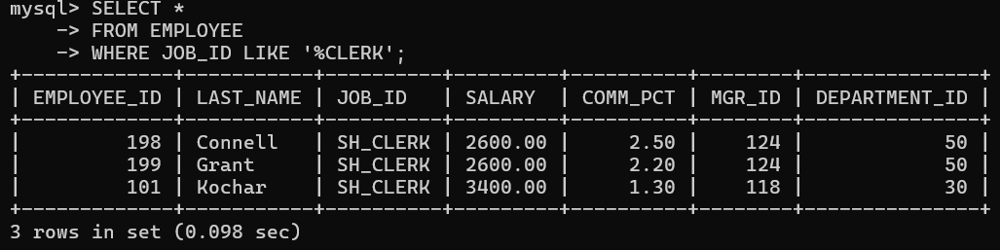 mysql> SELECT *
    -> FROM EMPLOYEE
    -> WHERE JOB_ID LIKE '%CLERK';
+-------------+-----------+----------+---------+----------+--------+---------------+
| EMPLOYEE_ID | LAST_NAME | JOB_ID   | SALARY  | COMM_PCT | MGR_ID | DEPARTMENT_ID |
+-------------+-----------+----------+---------+----------+--------+---------------+
|         198 | Connell   | SH_CLERK | 2600.00 |     2.50 |    124 |            50 |
|         199 | Grant     | SH_CLERK | 2600.00 |     2.20 |    124 |            50 |
|         101 | Kochar    | SH_CLERK | 3400.00 |     1.30 |    118 |            30 |
+-------------+-----------+----------+---------+----------+--------+---------------+
3 rows in set (0.098 sec)